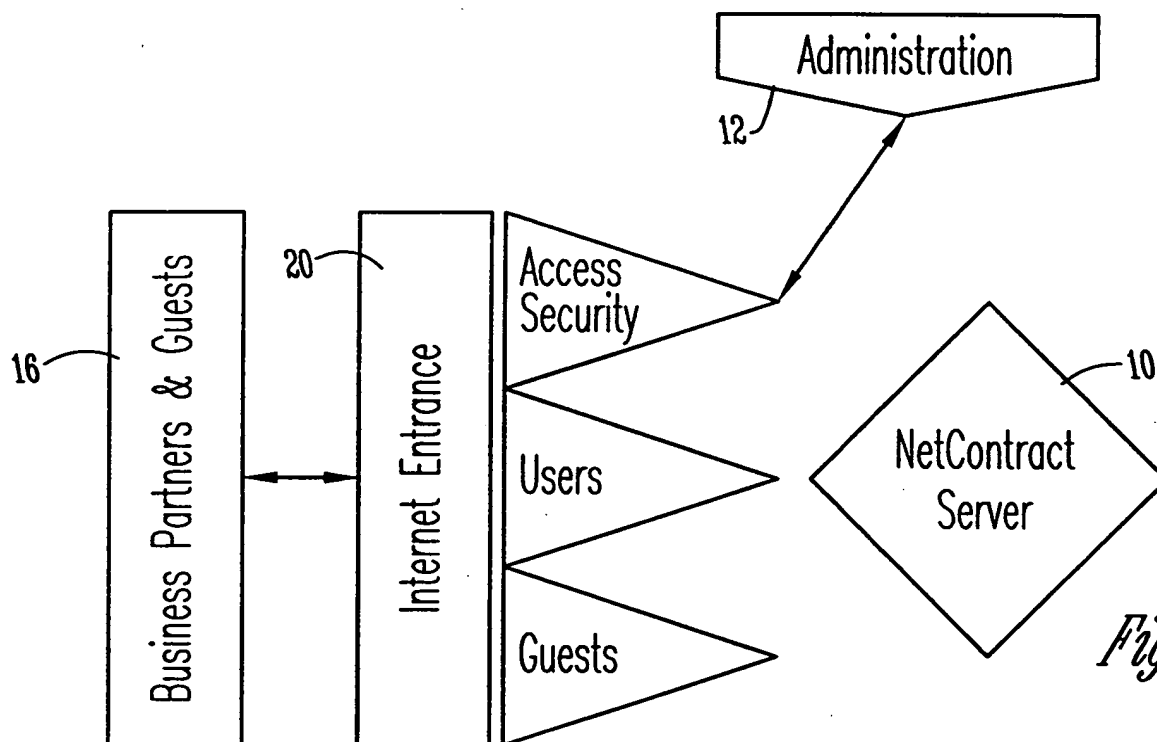 Administration
12
Business Partners & Guests
16
20
Internet Entrance
Access
Security
Users
Guests
10
NetContract
Server